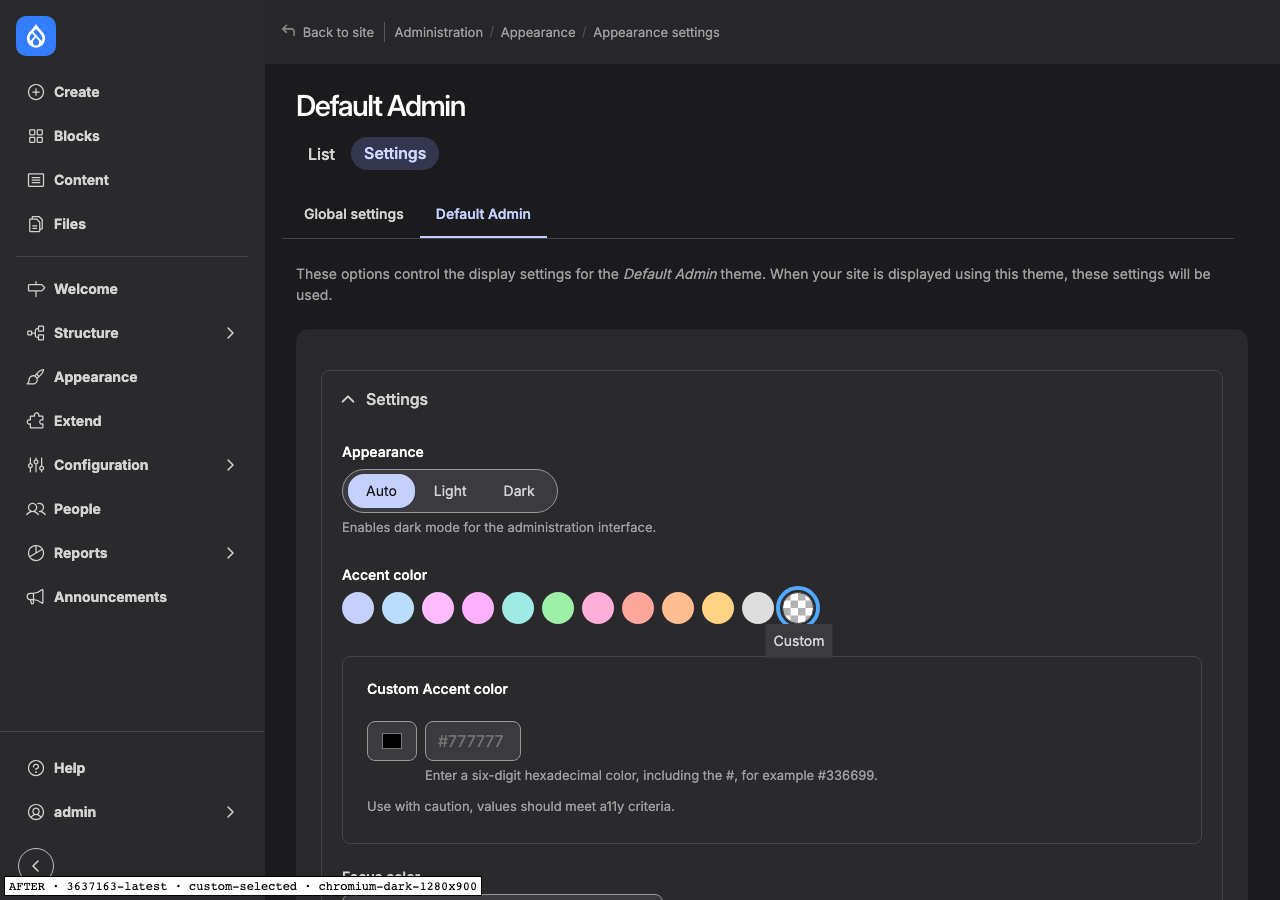 Back to site
Administration / Appearance / Appearance settings
Create
Blocks
Content
Files
Welcome
Structure
Appearance
Extend
Configuration
People
Reports
Announcements
Help
admin
Default Admin
List
Settings
Global settings
Default Admin
These options control the display settings for the Default Admin theme. When your site is displayed using this theme, these settings will be
used.
Settings
Appearance
Auto
Light
Dark
Enables dark mode for the administration interface.
Accent color
Custom
Custom Accent color
#777777
Enter a six-digit hexadecimal color, including the #, for example #336699.
Use with caution, values should meet a11y criteria.
Focus color
AFTER · 3637163-latest · custom-selected · chromium-dark-1280x900